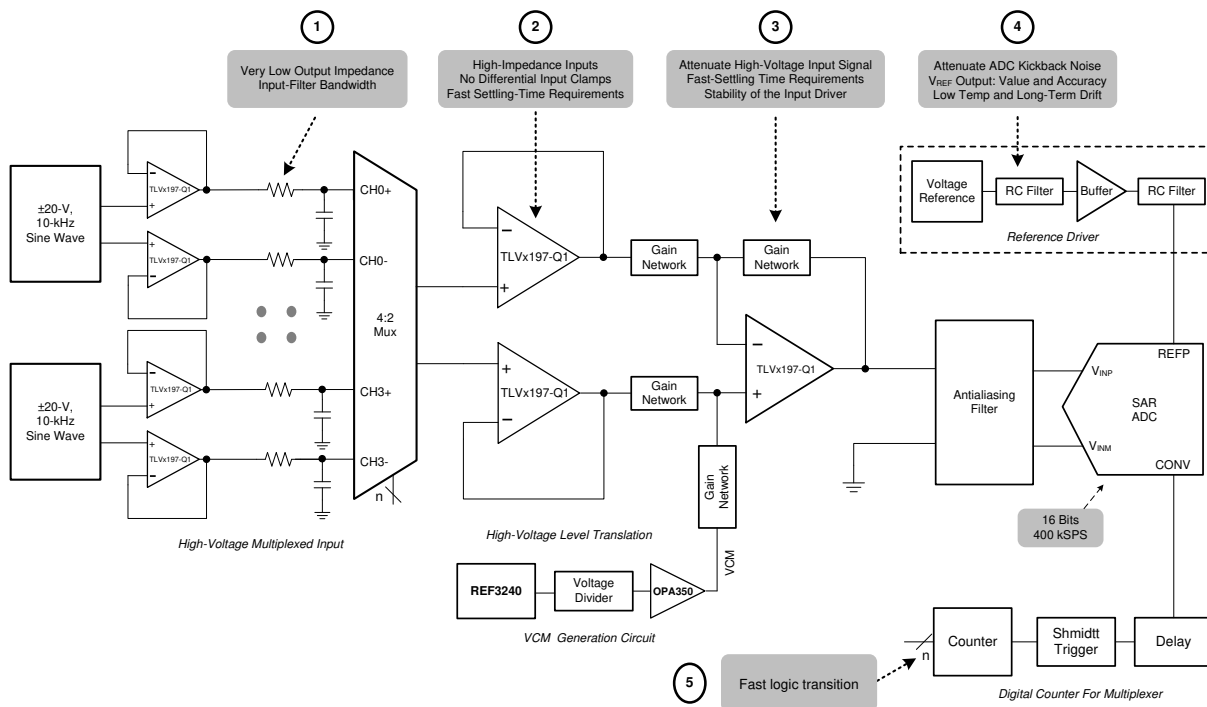 1
Very Low Output Impedance
Input-Filter Bandwidth
2
High-Impedance Inputs
No Differential Input Clamps
Fast Settling-Time Requirements
3
Attenuate High-Voltage Input Signal
Fast-Settling Time Requirements
Stability of the Input Driver
4
Attenuate ADC Kickback Noise
VREF Output: Value and Accuracy
Low Temp and Long-Term Drift
±20-V,
10-kHz
Sine Wave
−
TLVx197-Q1
+
+
TLVx197-Q1
−
±20-V,
10-kHz
Sine Wave
−
TLVx197-Q1
+
+
TLVx197-Q1
−
CH0+
CH0-
4:2
Mux
CH3+
CH3-
n
High-Voltage Multiplexed Input
−
TLVx197-Q1
+
+
TLVx197-Q1
−
High-Voltage Level Translation
Gain
Network
Gain
Network
−
TLVx197-Q1
+
Gain
Network
Gain
Network
VCM
REF3240
Voltage
Divider
OPA350
VCM Generation Circuit
Voltage
Reference
RC Filter
Buffer
RC Filter
Reference Driver
Antialiasing
Filter
REFP
VINP
SAR
ADC
VINM
CONV
16 Bits
400 kSPS
n
Counter
Shmidtt
Trigger
Delay
5
Fast logic transition
Digital Counter For Multiplexer